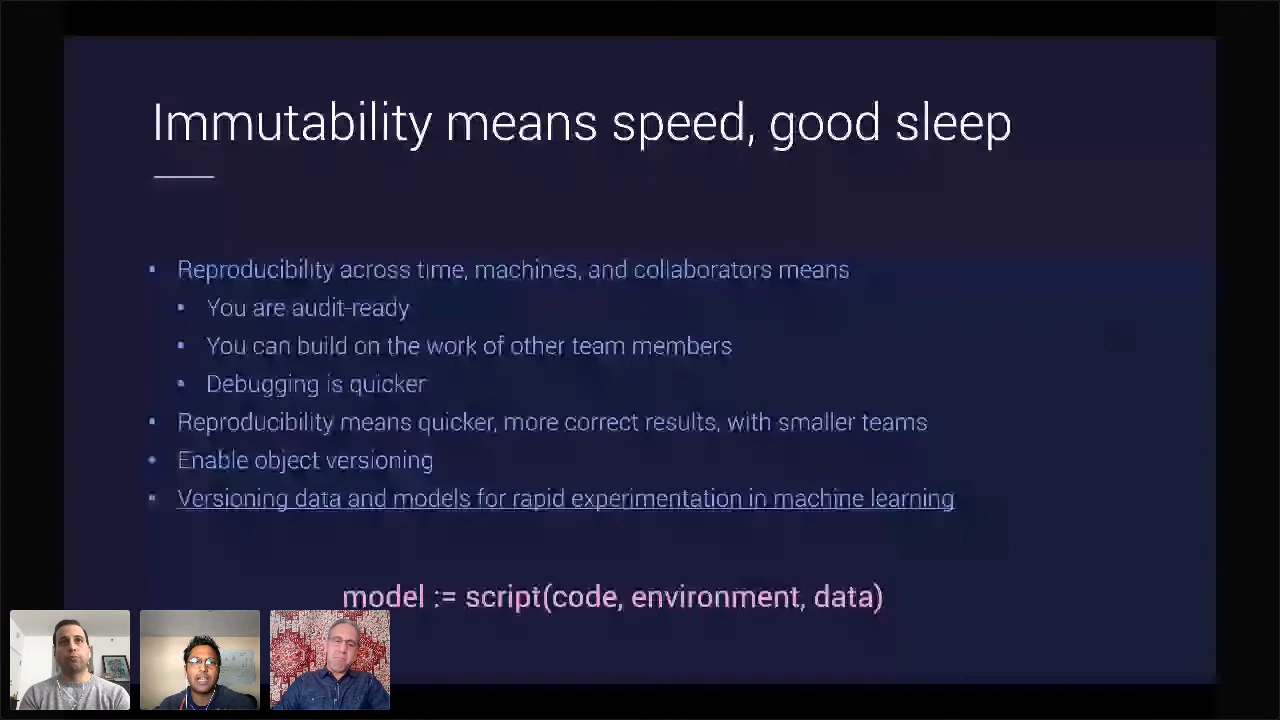 Immutability means speed, good sleep
• Reproducibility across time, machines, and collaborators means
• You are audit-ready
• You can build on the work of other team members
• Debugging is quicker
• Reproducibility means quicker, more correct results, with smaller teams
• Enable object versioning
• Versioning data and models for rapid experimentation in machine learning
model := script(code, environment, data)